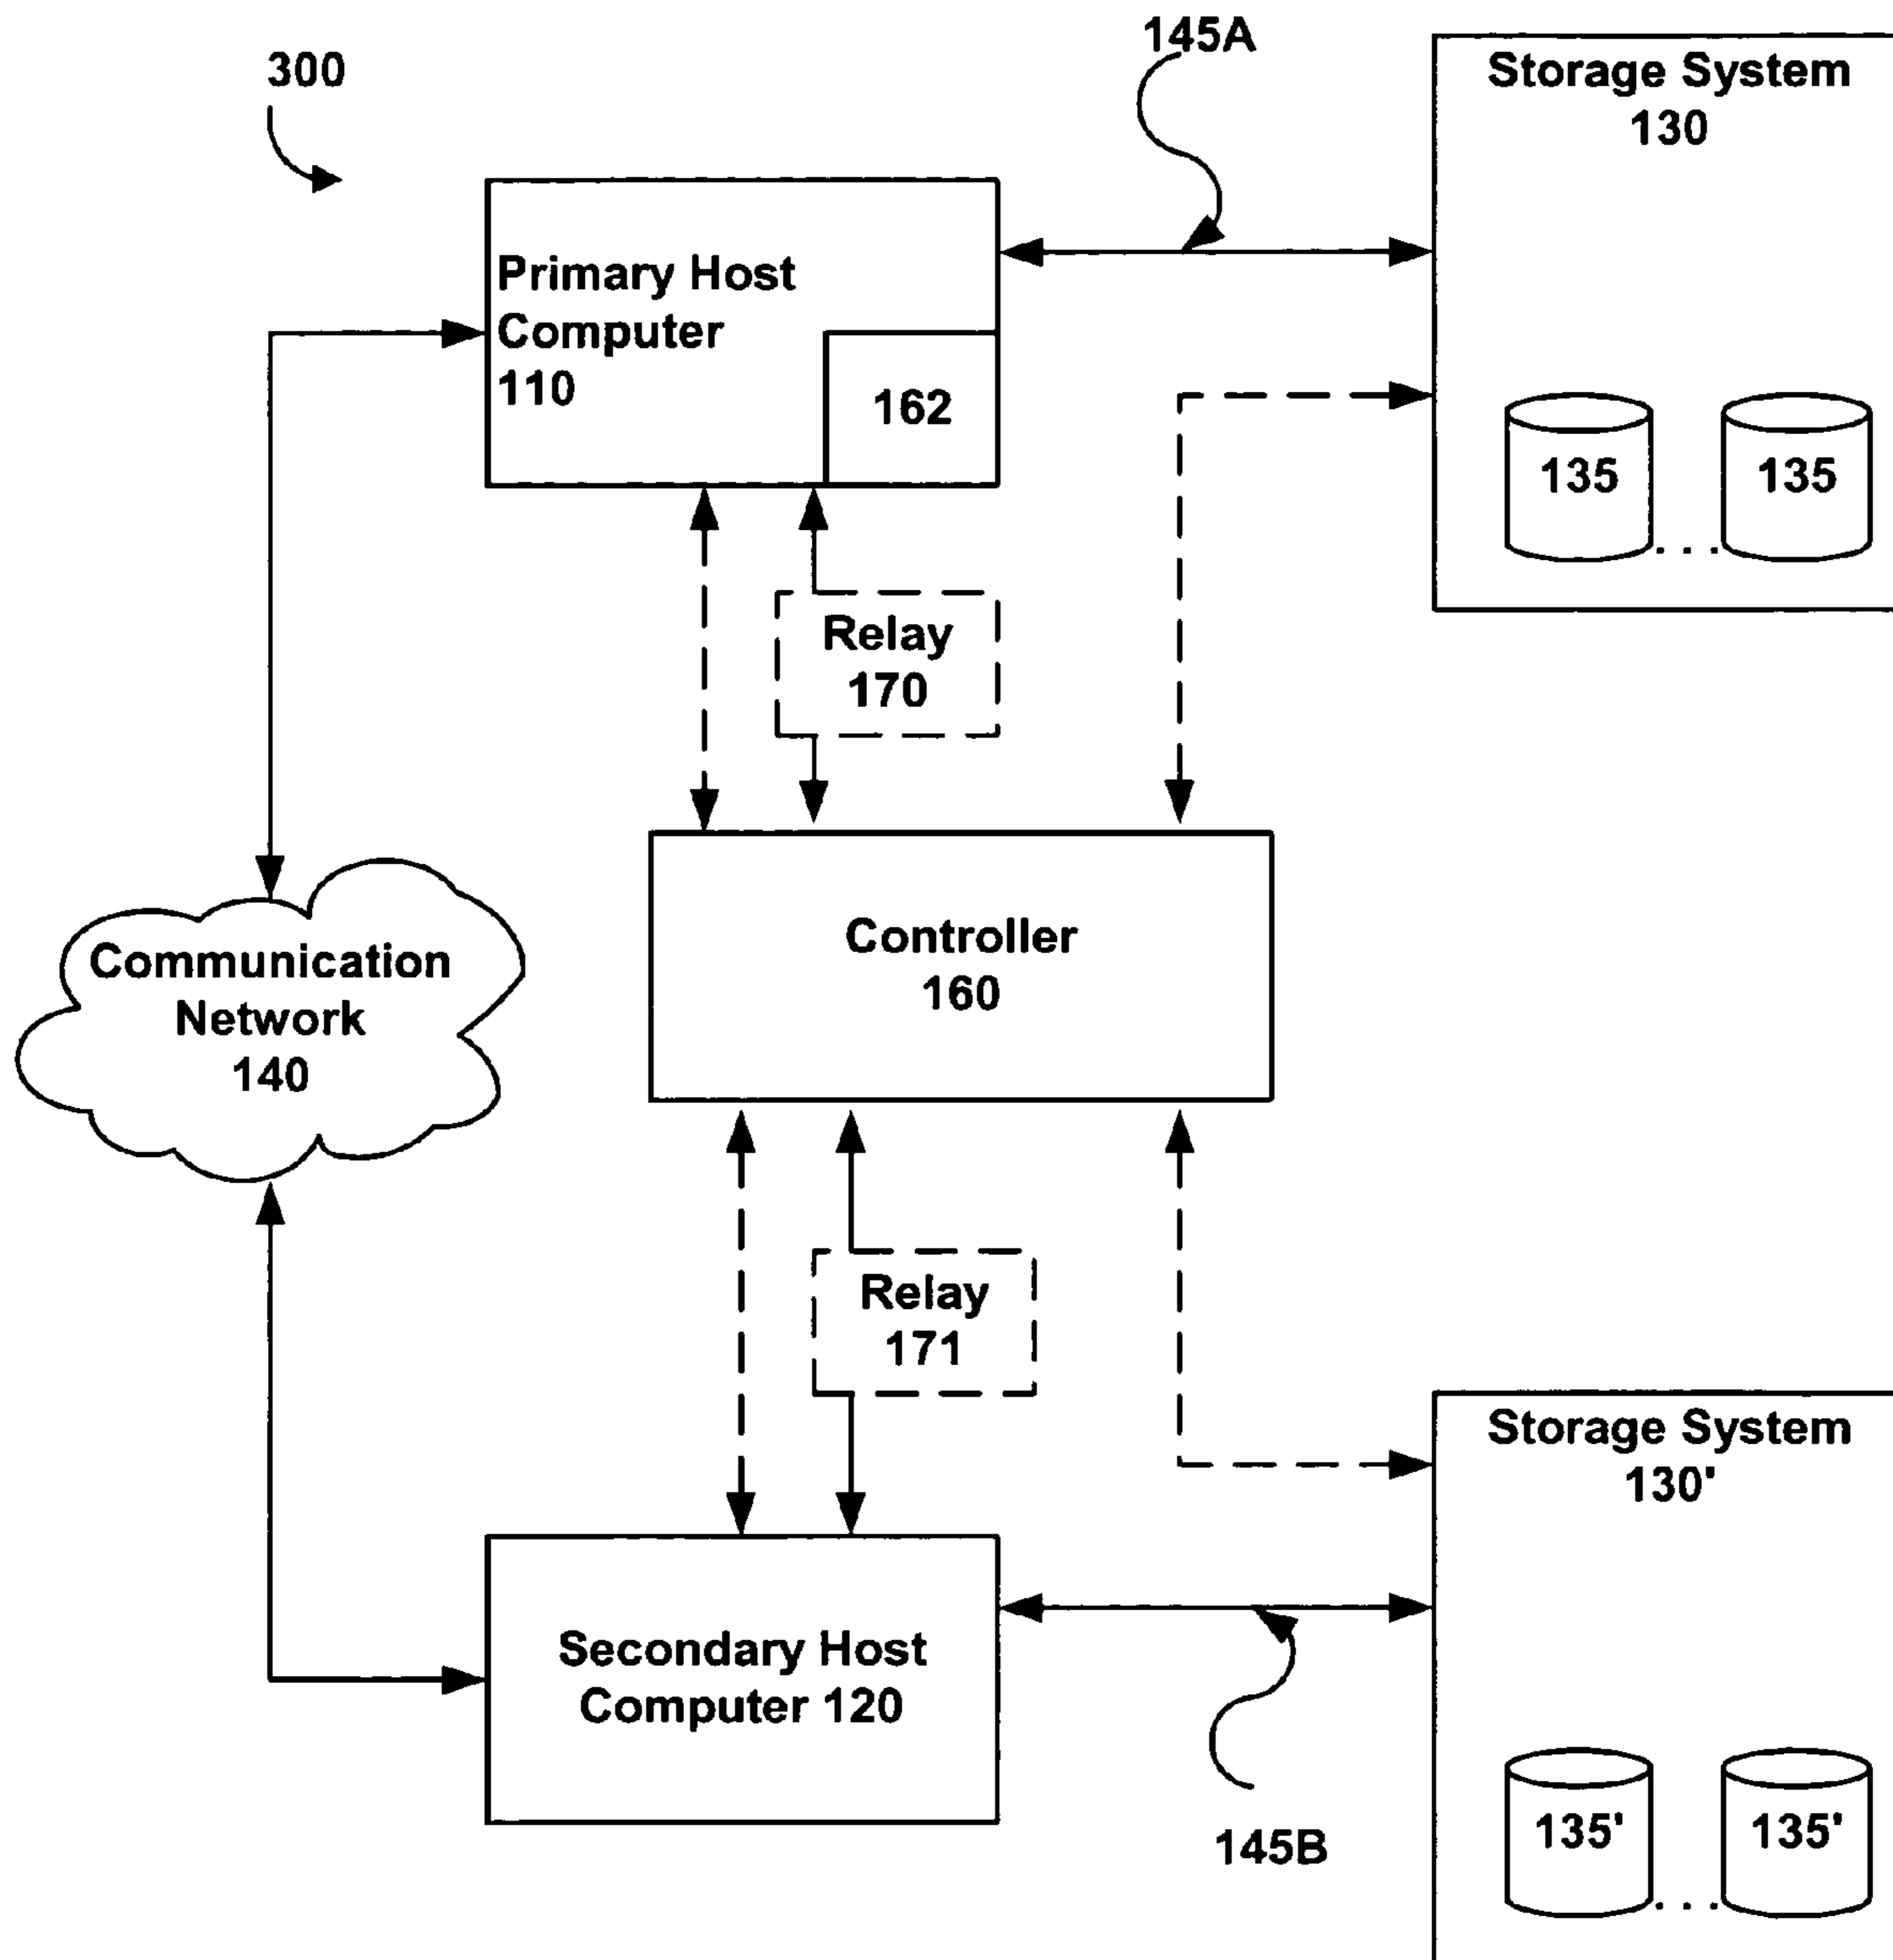 300
145A
Storage System
130
Primary Host
Computer
110
162
135
135
. . .
Relay
170
Controller
160
Communication
Network
140
Relay
171
Storage System
130'
Secondary Host
Computer 120
145B
135'
135'
. . .